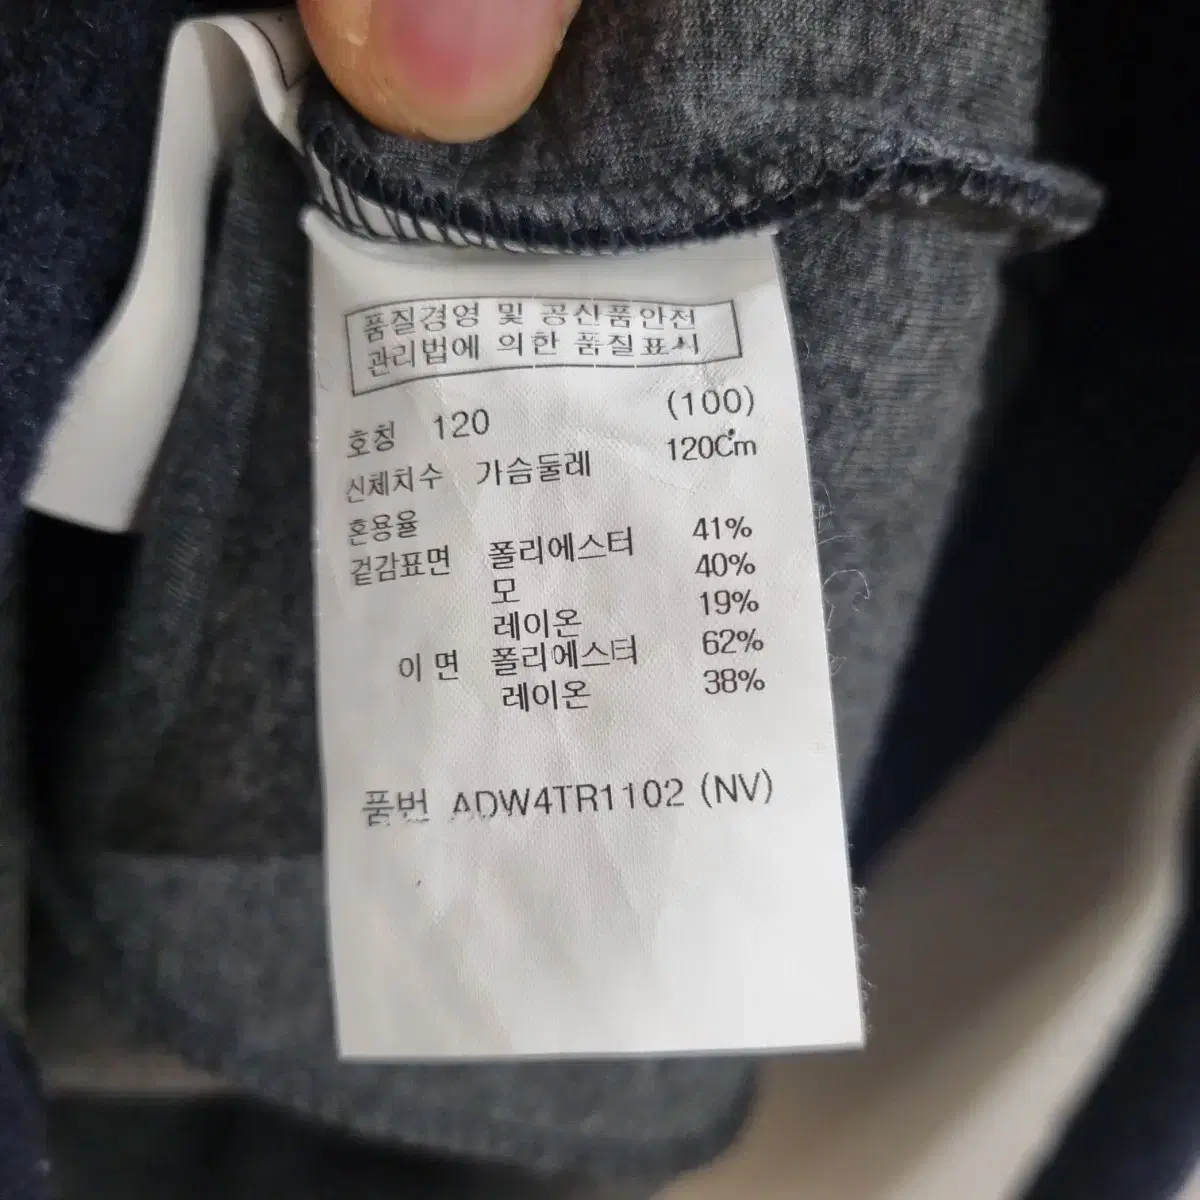 품질경영 및 공산품안전
관리법에 의한 품질표시
호칭 120 (100)
신체치수 가슴둘레 120Cm
혼용율
겉감표면 폴리에스터 41%
모 40%
레이온 19%
이면 폴리에스터 62%
레이온 38%
품번 ADW4TR1102 (NV)